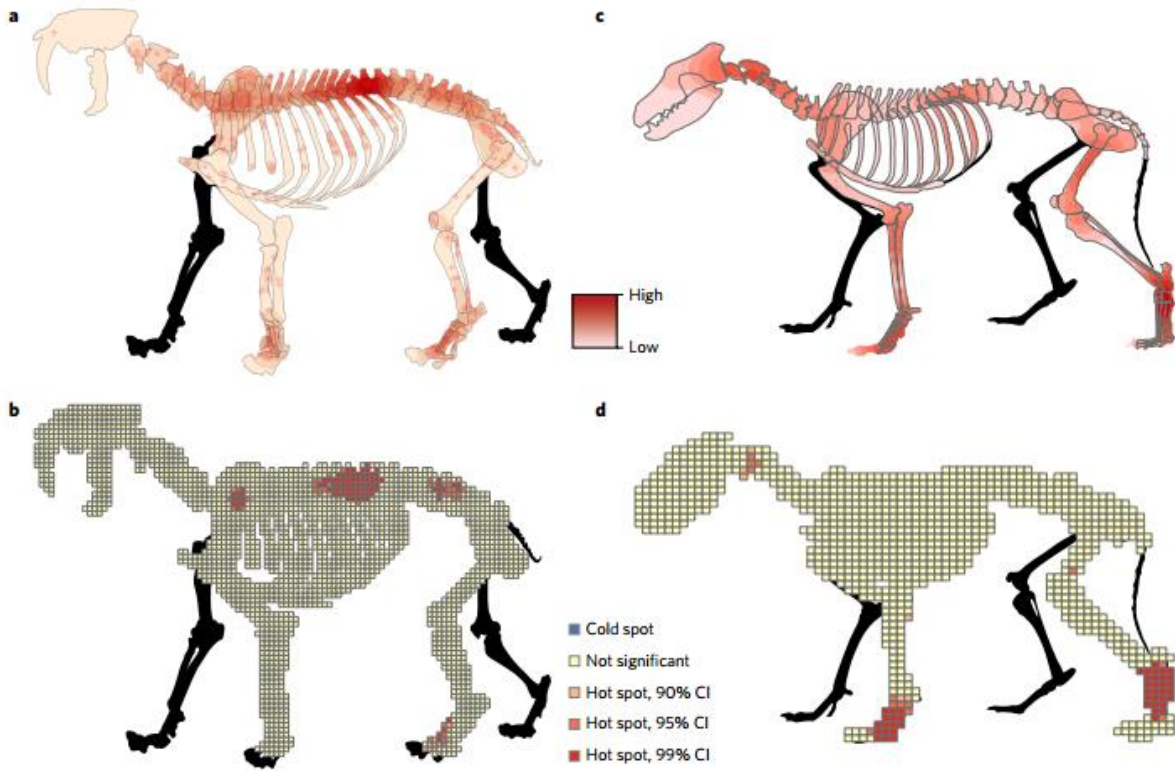 a
c
High
Low
b
d
Cold spot
Not significant
Hot spot, 90% CI
Hot spot, 95% CI
Hot spot, 99% CI